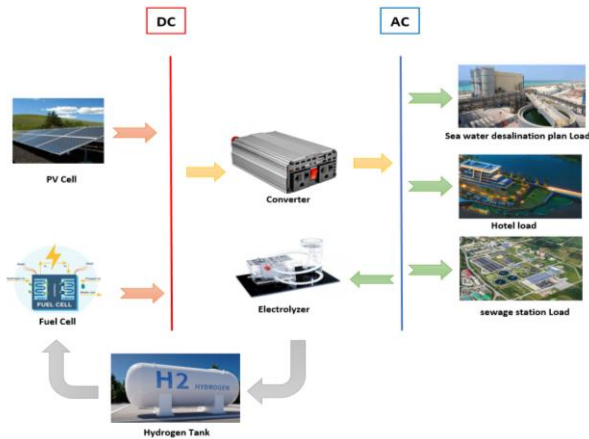 DC
AC
Sea water desalination plan Load
PV Cell
Converter
Hotel load
FUEL CELL
Fuel Cell
Electrolyzer
sewage station Load
H2 HYDROGEN
Hydrogen Tank